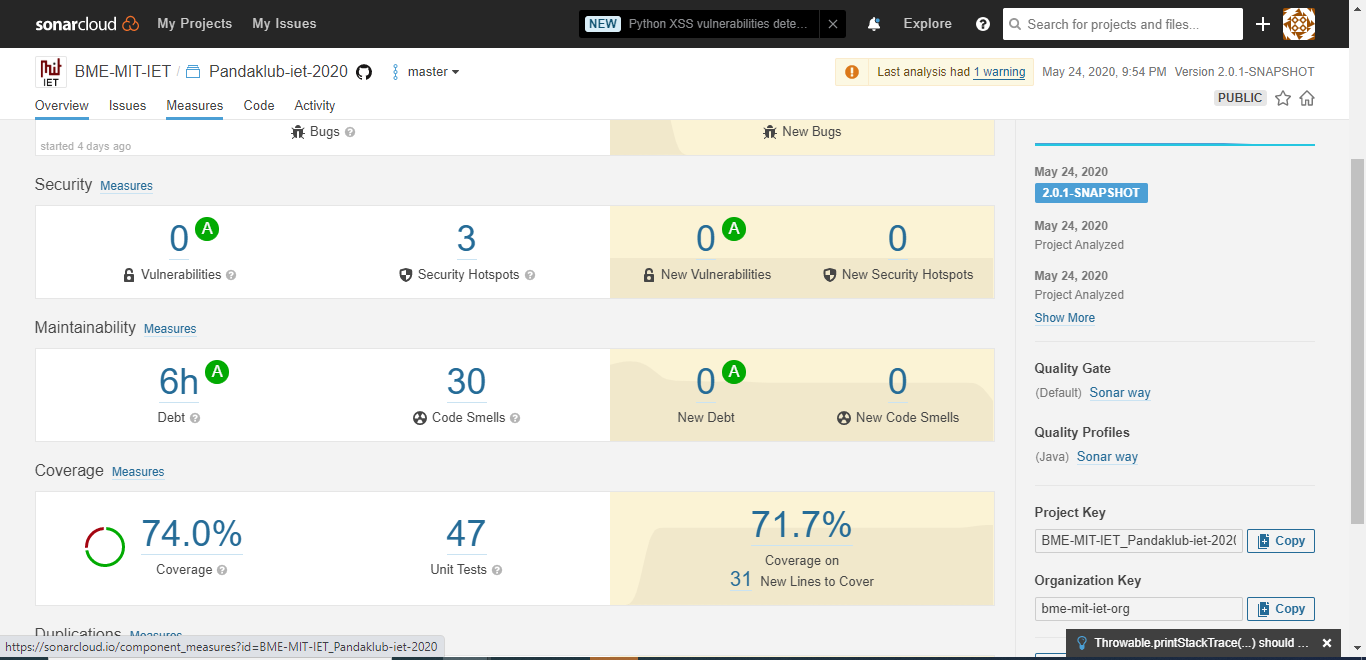 sonarcloud My Projects My Issues NEW Python XSS vulnerabilities dete... Explore Search for projects and files...
mit
IET
BME-MIT-IET / Pandaklub-iet-2020 master
Last analysis had 1 warning May 24, 2020, 9:54 PM Version 2.0.1-SNAPSHOT
PUBLIC
Overview Issues Measures Code Activity
Bugs ?
New Bugs
started 4 days ago
Security Measures
0 A
Vulnerabilities ?
3
Security Hotspots ?
0 A
New Vulnerabilities
0
New Security Hotspots
Maintainability Measures
6h A
Debt ?
30
Code Smells ?
0 A
New Debt
0
New Code Smells
Coverage Measures
74.0%
Coverage ?
47
Unit Tests ?
71.7%
Coverage on
31 New Lines to Cover
Duplications Measures
May 24, 2020
2.0.1-SNAPSHOT
May 24, 2020
Project Analyzed
May 24, 2020
Project Analyzed
Show More
Quality Gate
(Default) Sonar way
Quality Profiles
(Java) Sonar way
Project Key
BME-MIT-IET_Pandaklub-iet-2020 Copy
Organization Key
bme-mit-iet-org Copy
https://sonarcloud.io/component_measures?id=BME-MIT-IET_Pandaklub-iet-2020
Throwable.printStackTrace(...) should ...